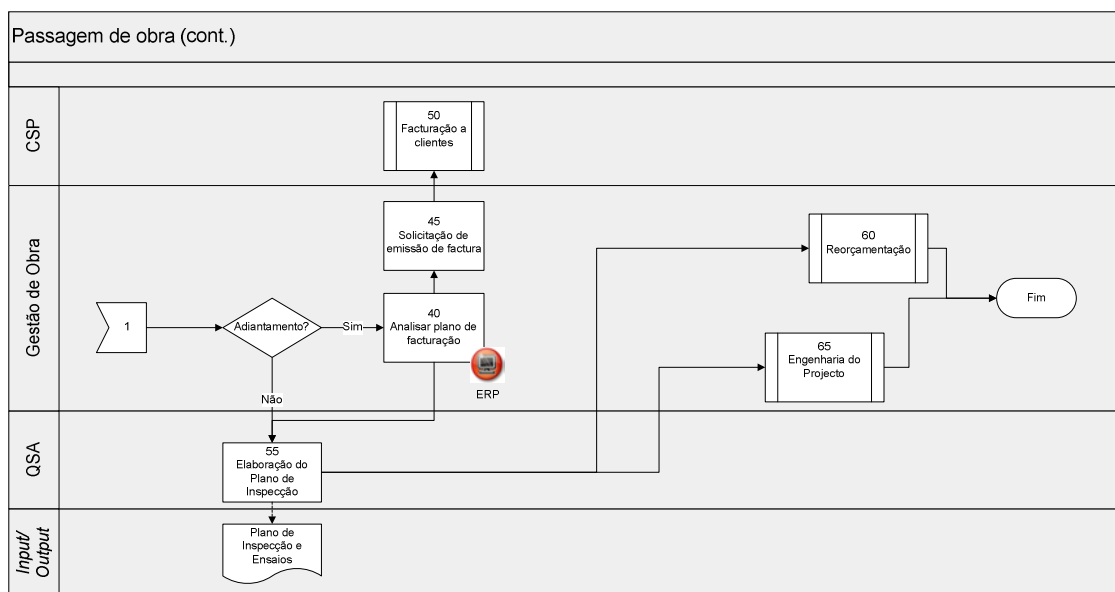 Passagem de obra (cont.)
CSP
50
Facturação a
clientes
Gestão de Obra
45
Solicitação de
emissão de factura
60
Reorçamentação
1
Adiantamento?
Sim
40
Analisar plano de
facturação
ERP
Fim
65
Engenharia do
Projecto
Não
QSA
55
Elaboração do
Plano de
Inspecção
Input/
Output
Plano de
Inspecção e
Ensaios